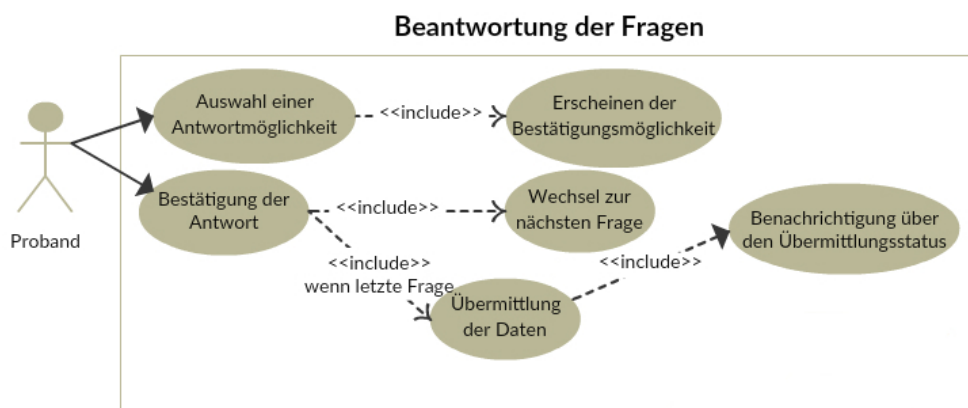 Beantwortung der Fragen
Auswahl einer
Antwortmöglichkeit
<<include>>
Erscheinen der
Bestätigungsmöglichkeit
Proband
Bestätigung der
Antwort
<<include>>
Wechsel zur
nächsten Frage
Benachrichtigung über
den Übermittlungsstatus
<<include>>
wenn letzte Frage
<<include>>
Übermittlung
der Daten